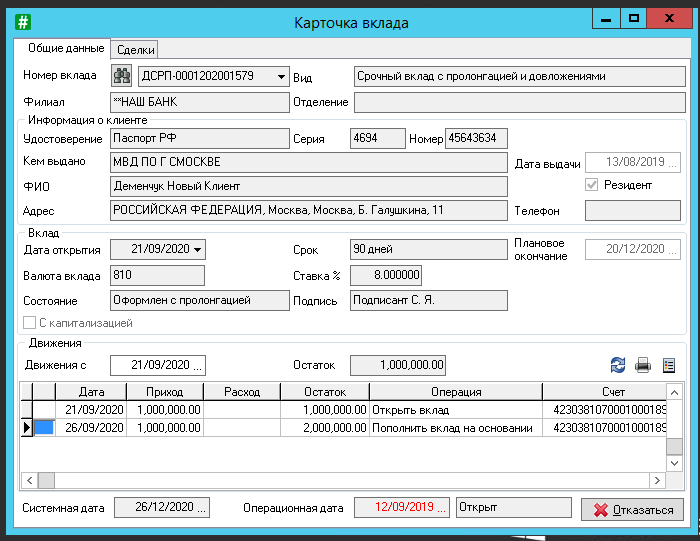 Карточка вклада
Общие данные Сделки
Номер вклада ДСРП-0001202001579 Вид Срочный вклад с пролонгацией и довложениями
Филиал **НАШ БАНК Отделение
Информация о клиенте
Удостоверение Паспорт РФ Серия 4694 Номер 45643634
Кем выдано МВД ПО Г СМОСКВЕ Дата выдачи 13/08/2019 ...
ФИО Деменчук Новый Клиент Резидент
Адрес РОССИЙСКАЯ ФЕДЕРАЦИЯ, Москва, Москва, Б. Галушкина, 11 Телефон
Вклад
Дата открытия 21/09/2020 Срок 90 дней Плановое окончание 20/12/2020 ...
Валюта вклада 810 Ставка % 8.000000
Состояние Оформлен с пролонгацией Подпись Подписант С. Я.
С капитализацией
Движения
Движения с 21/09/2020 ... Остаток 1,000,000.00
Дата Приход Расход Остаток Операция Счет
21/09/2020 1,000,000.00 1,000,000.00 Открыть вклад 4230381070001000189
26/09/2020 1,000,000.00 2,000,000.00 Пополнить вклад на основании 4230381070001000189
Системная дата 26/12/2020 ... Операционная дата 12/09/2019 ... Открыт Отказаться